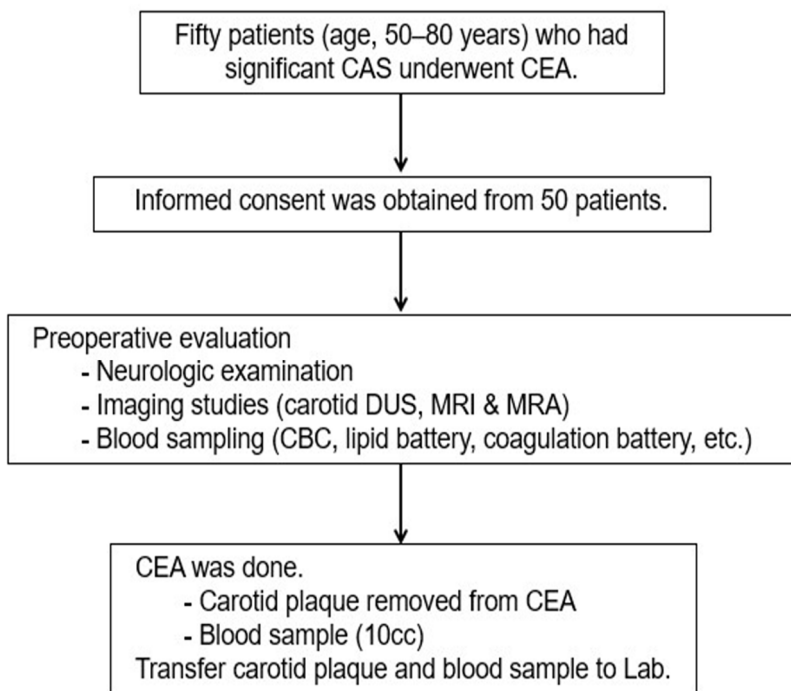 Fifty patients (age, 50–80 years) who had
significant CAS underwent CEA.
Informed consent was obtained from 50 patients.
Preoperative evaluation
- Neurologic examination
- Imaging studies (carotid DUS, MRI & MRA)
- Blood sampling (CBC, lipid battery, coagulation battery, etc.)
CEA was done.
- Carotid plaque removed from CEA
- Blood sample (10cc)
Transfer carotid plaque and blood sample to Lab.